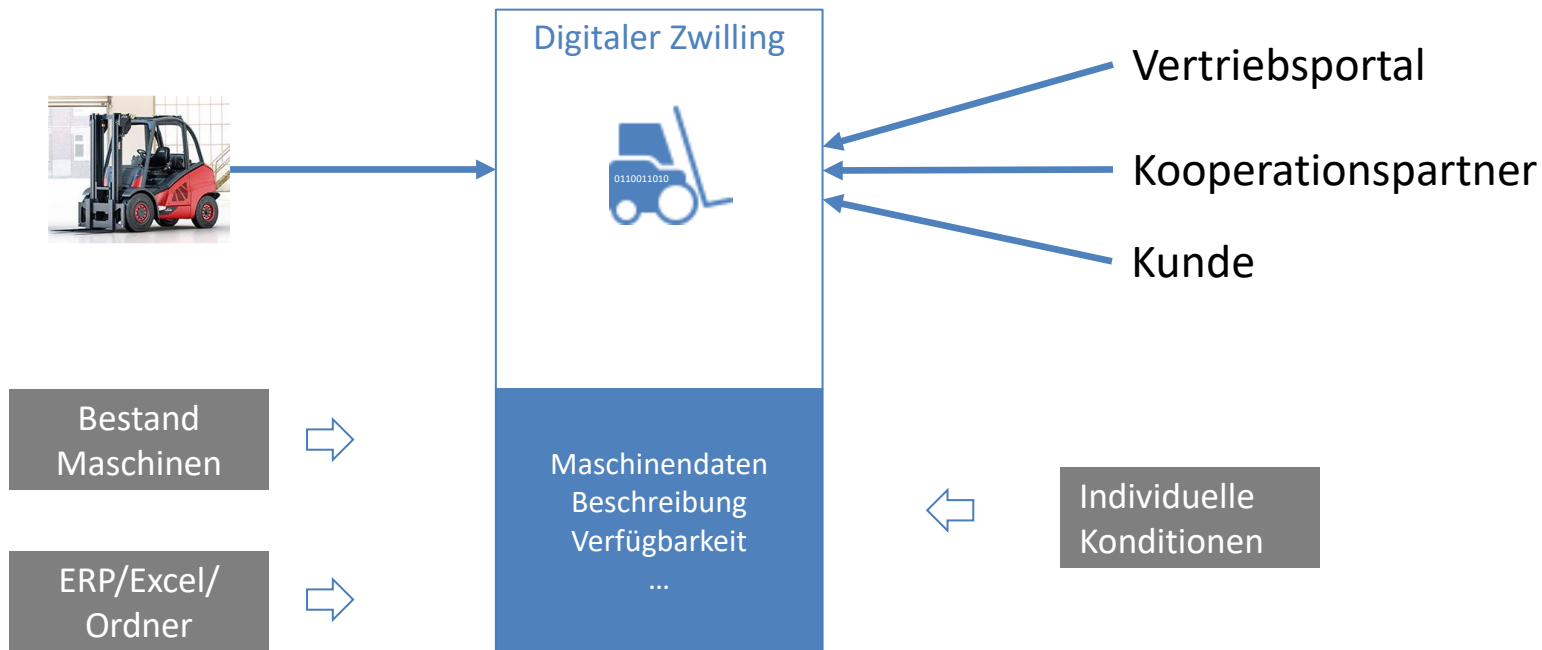 Digitaler Zwilling
0110011010
Vertriebsportal
Kooperationspartner
Kunde
Bestand
Maschinen
ERP/Excel/
Ordner
Maschinendaten
Beschreibung
Verfügbarkeit
…
Individuelle
Konditionen